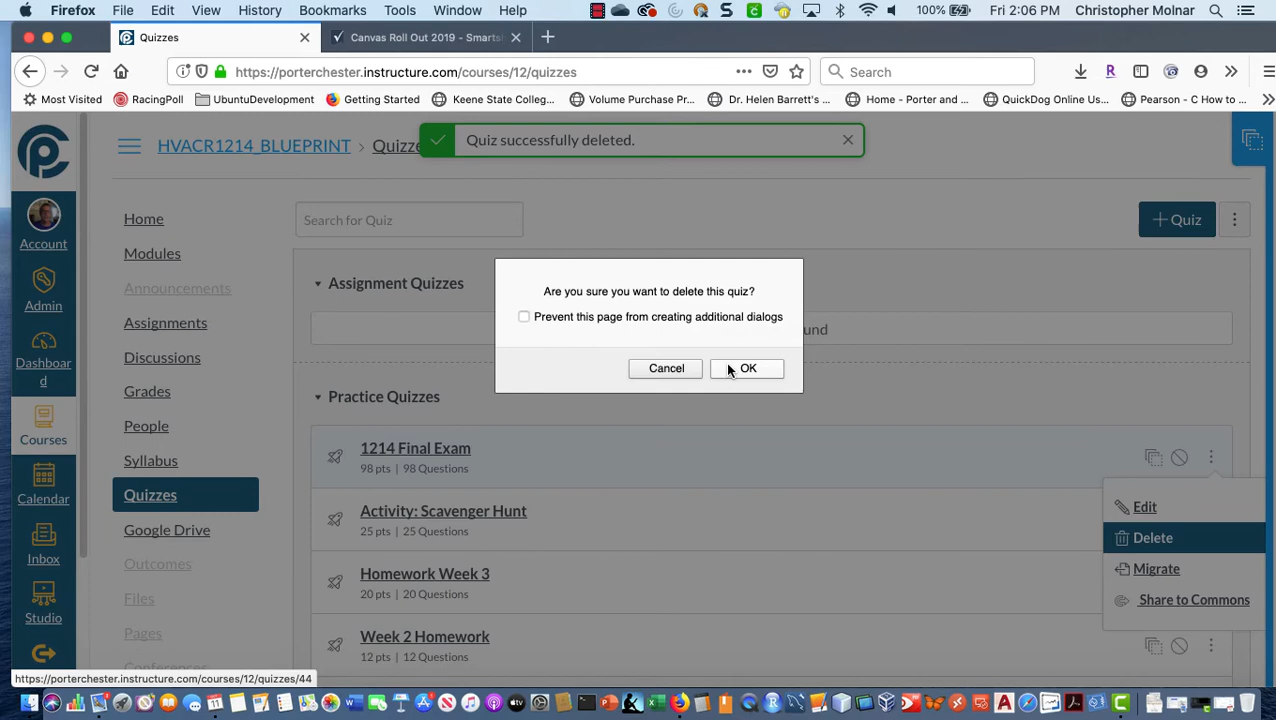 Firefox File Edit View History Bookmarks Tools Window Help 100% Fri 2:06 PM Christopher Molnar
Quizzes Canvas Roll Out 2019 - Smarts
https://porterchester.instructure.com/courses/12/quizzes Search
Most Visited RacingPoll UbuntuDevelopment Getting Started Keene State Colleg... Volume Purchase Pr... Dr. Helen Barrett's ... Home - Porter and ... QuickDog Online Us... Pearson - C How to ...
Quiz successfully deleted.
HVACR1214_BLUEPRINT > Quizze
Account
Admin
Dashboar
d
Courses
Calendar
Inbox
Studio
Home
Modules
Announcements
Assignments
Discussions
Grades
People
Syllabus
Quizzes
Google Drive
Outcomes
Files
Pages
Conferences
Search for Quiz
+ Quiz
Assignment Quizzes
und
Are you sure you want to delete this quiz?
Prevent this page from creating additional dialogs
Cancel OK
Practice Quizzes
1214 Final Exam
98 pts | 98 Questions
Activity: Scavenger Hunt
25 pts | 25 Questions
Homework Week 3
20 pts | 20 Questions
Week 2 Homework
12 pts | 12 Questions
Edit
Delete
Migrate
Share to Commons
https://porterchester.instructure.com/courses/12/quizzes/44